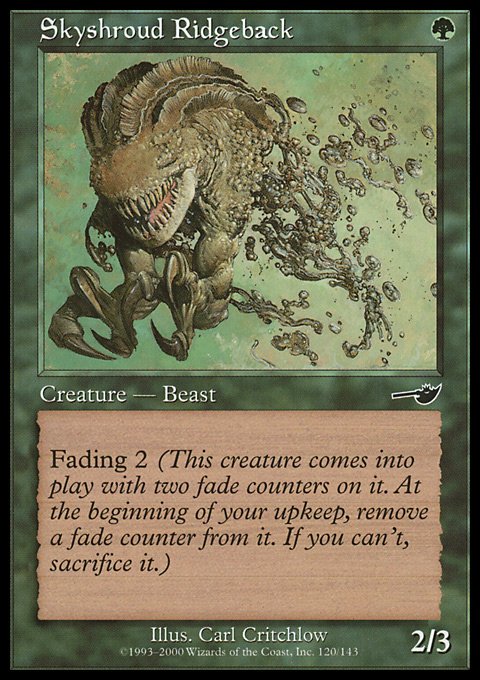 Skyshroud Ridgeback
Creature — Beast
Fading 2 (This creature comes into
play with two fade counters on it. At
the beginning of your upkeep, remove
a fade counter from it. If you can't,
sacrifice it.)
Illus. Carl Critchlow
©1993–2000 Wizards of the Coast, Inc. 120/143
2/3